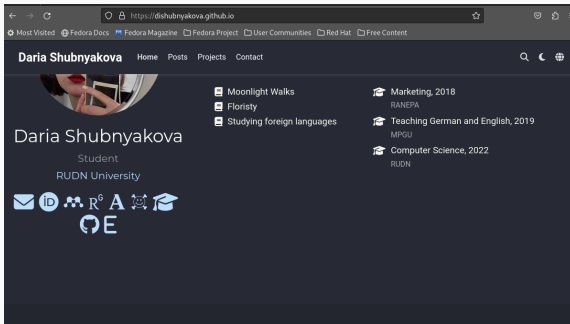 https://dishubnyakova.github.io
Most Visited Fedora Docs Fedora Magazine Fedora Project User Communities Red Hat Free Content
Daria Shubnyakova Home Posts Projects Contact
Daria Shubnyakova
Student
RUDN University
Moonlight Walks
Floristy
Studying foreign languages
Marketing, 2018
RANEPA
Teaching German and English, 2019
MPGU
Computer Science, 2022
RUDN